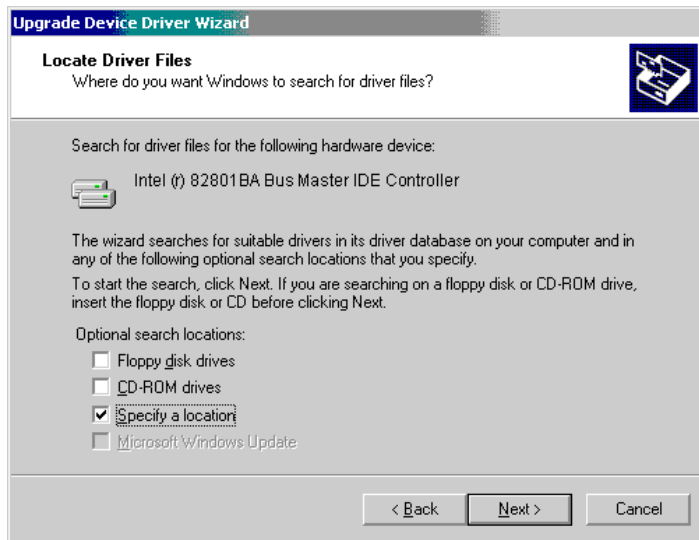 Upgrade Device Driver Wizard
Locate Driver Files
Where do you want Windows to search for driver files?
Search for driver files for the following hardware device:
Intel (r) 82801BA Bus Master IDE Controller
The wizard searches for suitable drivers in its driver database on your computer and in
any of the following optional search locations that you specify.
To start the search, click Next. If you are searching on a floppy disk or CD-ROM drive,
insert the floppy disk or CD before clicking Next.
Optional search locations:
Floppy disk drives
CD-ROM drives
Specify a location
Microsoft Windows Update
< Back Next > Cancel